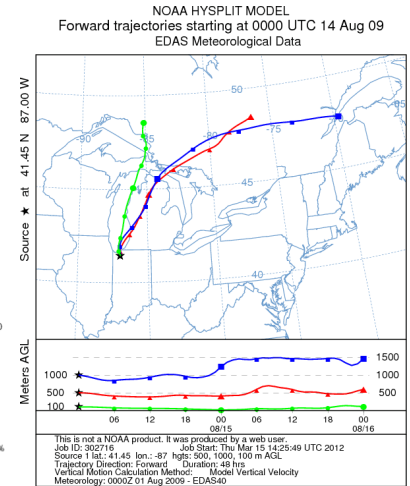 NOAA HYSPLIT MODEL
Forward trajectories starting at 0000 UTC 14 Aug 09
EDAS Meteorological Data
Source ★ at 41.45 N 87.00 W
-90
-85
-80
-75
50
45
40
Meters AGL
1000
500
100
1500
1000
500
06
12
18
00
06
12
18
00
08/15
08/16
This is not a NOAA product. It was produced by a web user.
Job ID: 302716 Job Start: Thu Mar 15 14:25:49 UTC 2012
Source 1 lat.: 41.45 lon.: -87 hgts: 500, 1000, 100 m AGL
Trajectory Direction: Forward Duration: 48 hrs
Vertical Motion Calculation Method: Model Vertical Velocity
Meteorology: 0000Z 01 Aug 2009 - EDAS40